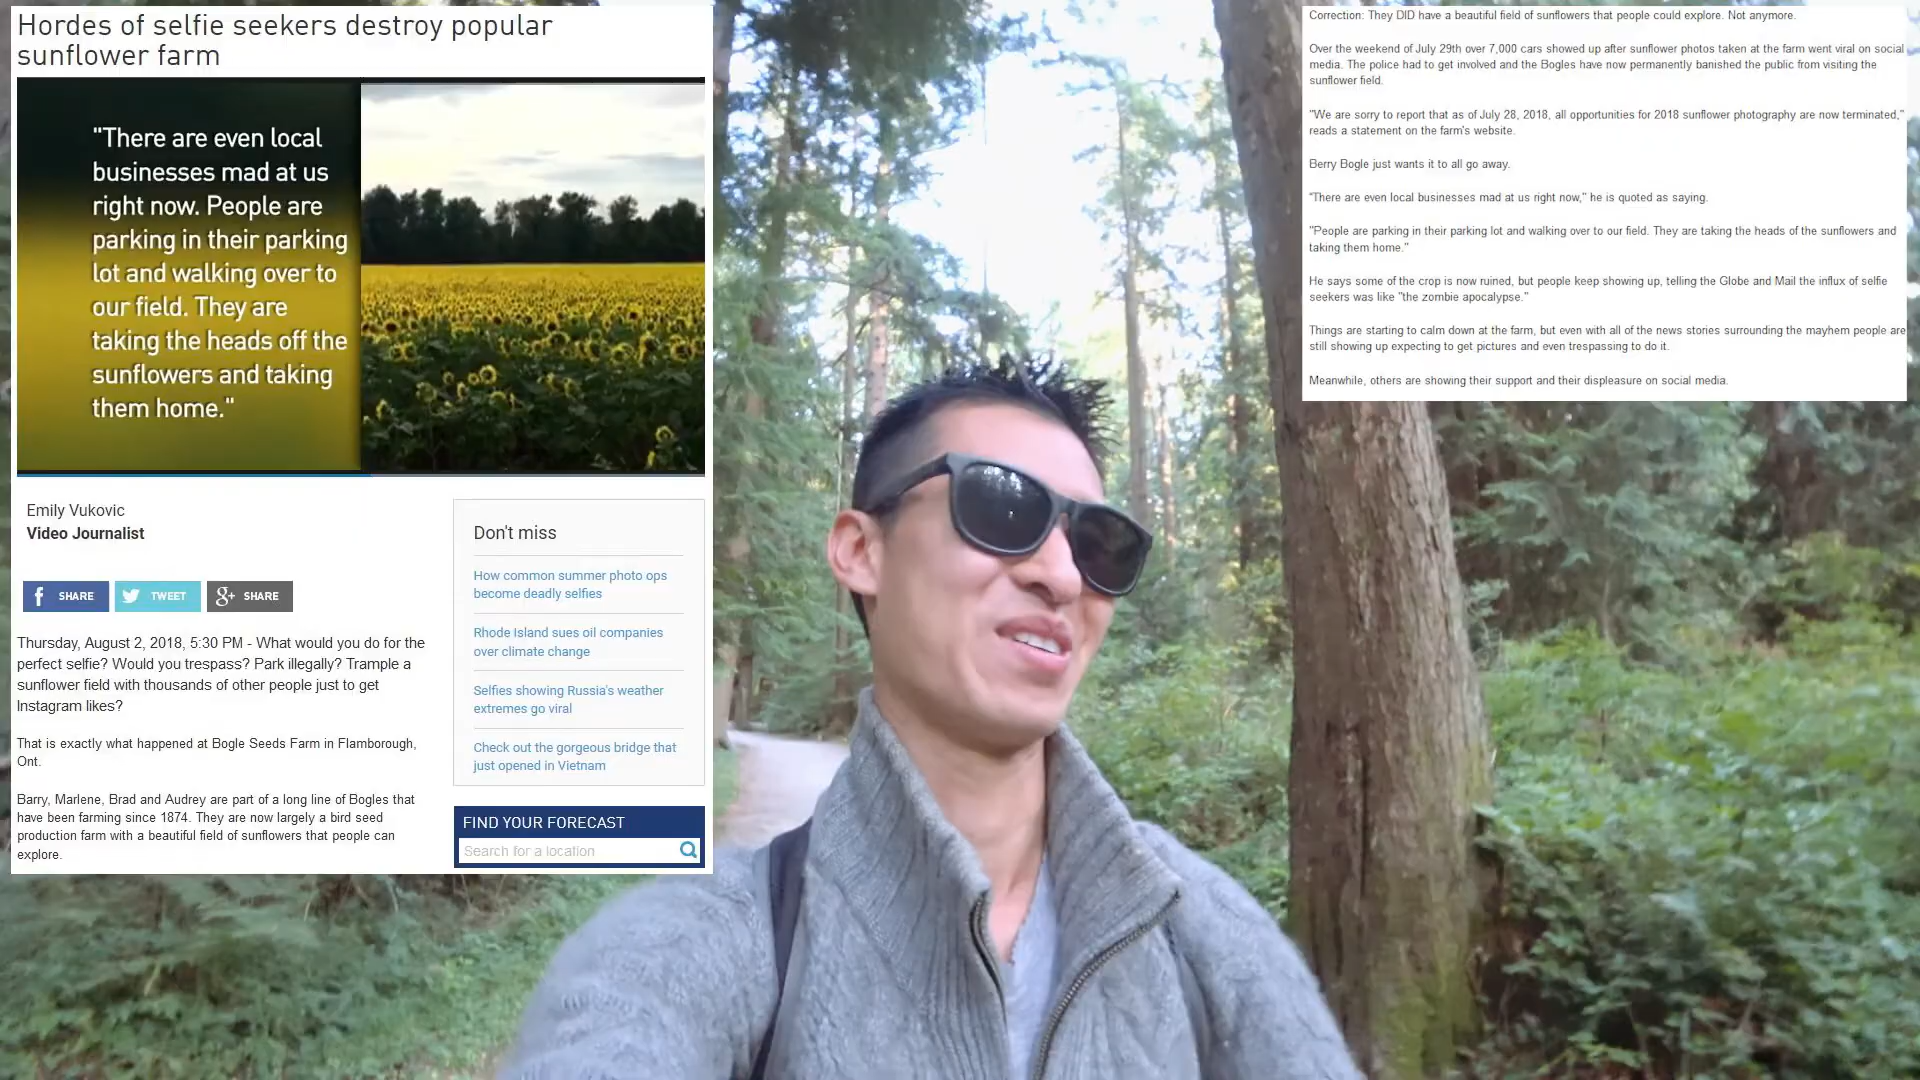 Hordes of selfie seekers destroy popular
sunflower farm
"There are even local
businesses mad at us
right now. People are
parking in their parking
lot and walking over to
our field. They are
taking the heads off the
sunflowers and taking
them home."
Emily Vukovic
Video Journalist
SHARE
TWEET
SHARE
Thursday, August 2, 2018, 5:30 PM - What would you do for the
perfect selfie? Would you trespass? Park illegally? Trample a
sunflower field with thousands of other people just to get
Instagram likes?
That is exactly what happened at Bogle Seeds Farm in Flamborough,
Ont.
Barry, Marlene, Brad and Audrey are part of a long line of Bogles that
have been farming since 1874. They are now largely a bird seed
production farm with a beautiful field of sunflowers that people can
explore.
Don't miss
How common summer photo ops
become deadly selfies
Rhode Island sues oil companies
over climate change
Selfies showing Russia's weather
extremes go viral
Check out the gorgeous bridge that
just opened in Vietnam
FIND YOUR FORECAST
Search for a location
Correction: They DID have a beautiful field of sunflowers that people could explore. Not anymore.
Over the weekend of July 29th over 7,000 cars showed up after sunflower photos taken at the farm went viral on social
media. The police had to get involved and the Bogles have now permanently banished the public from visiting the
sunflower field.
"We are sorry to report that as of July 28, 2018, all opportunities for 2018 sunflower photography are now terminated,"
reads a statement on the farm's website.
Berry Bogle just wants it to all go away.
"There are even local businesses mad at us right now," he is quoted as saying.
"People are parking in their parking lot and walking over to our field. They are taking the heads of the sunflowers and
taking them home."
He says some of the crop is now ruined, but people keep showing up, telling the Globe and Mail the influx of selfie
seekers was like "the zombie apocalypse."
Things are starting to calm down at the farm, but even with all of the news stories surrounding the mayhem people are
still showing up expecting to get pictures and even trespassing to do it.
Meanwhile, others are showing their support and their displeasure on social media.